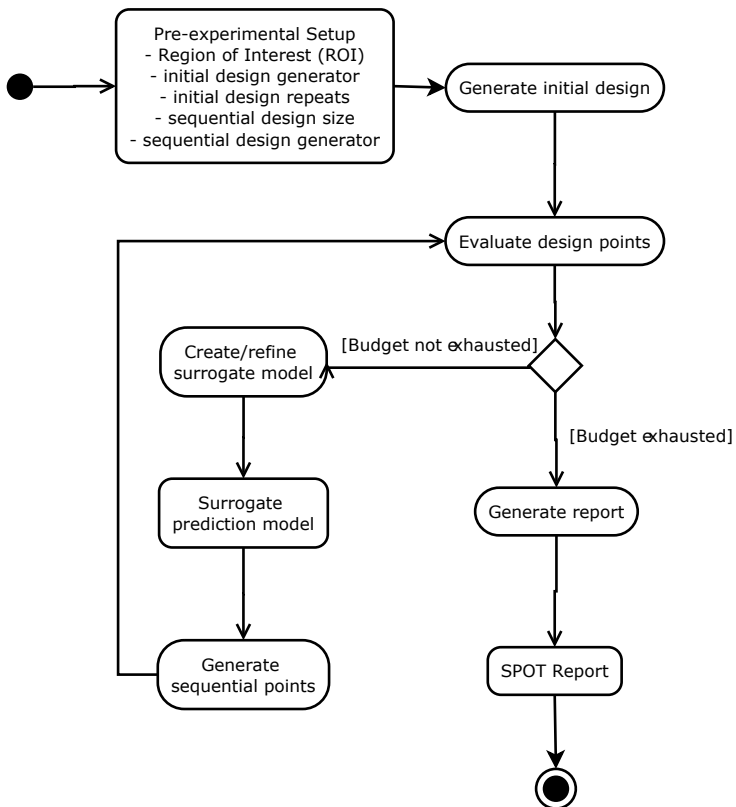 Pre-experimental Setup
- Region of Interest (ROI)
- initial design generator
- initial design repeats
- sequential design size
- sequential design generator
Generate initial design
Evaluate design points
[Budget not exhausted]
Create/refine
surrogate model
[Budget exhausted]
Surrogate
prediction model
Generate report
Generate
sequential points
SPOT Report